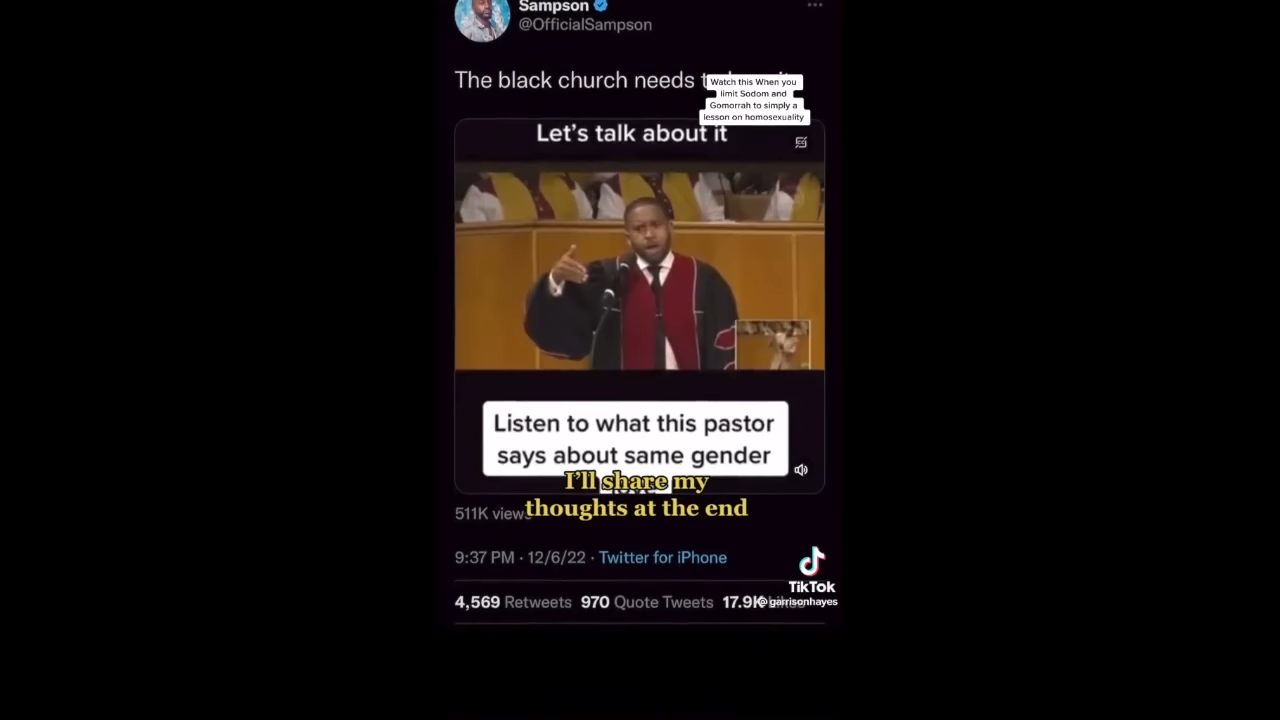 Sampson
@OfficialSampson
The black church needs
Watch this When you
limit Sodom and
Gomorrah to simply a
lesson on homosexuality
Let's talk about it
Listen to what this pastor
says about same gender
I'll share my
thoughts at the end
511K views
9:37 PM · 12/6/22 · Twitter for iPhone
4,569 Retweets 970 Quote Tweets 17.9K
TikTok
@garrisonhayes